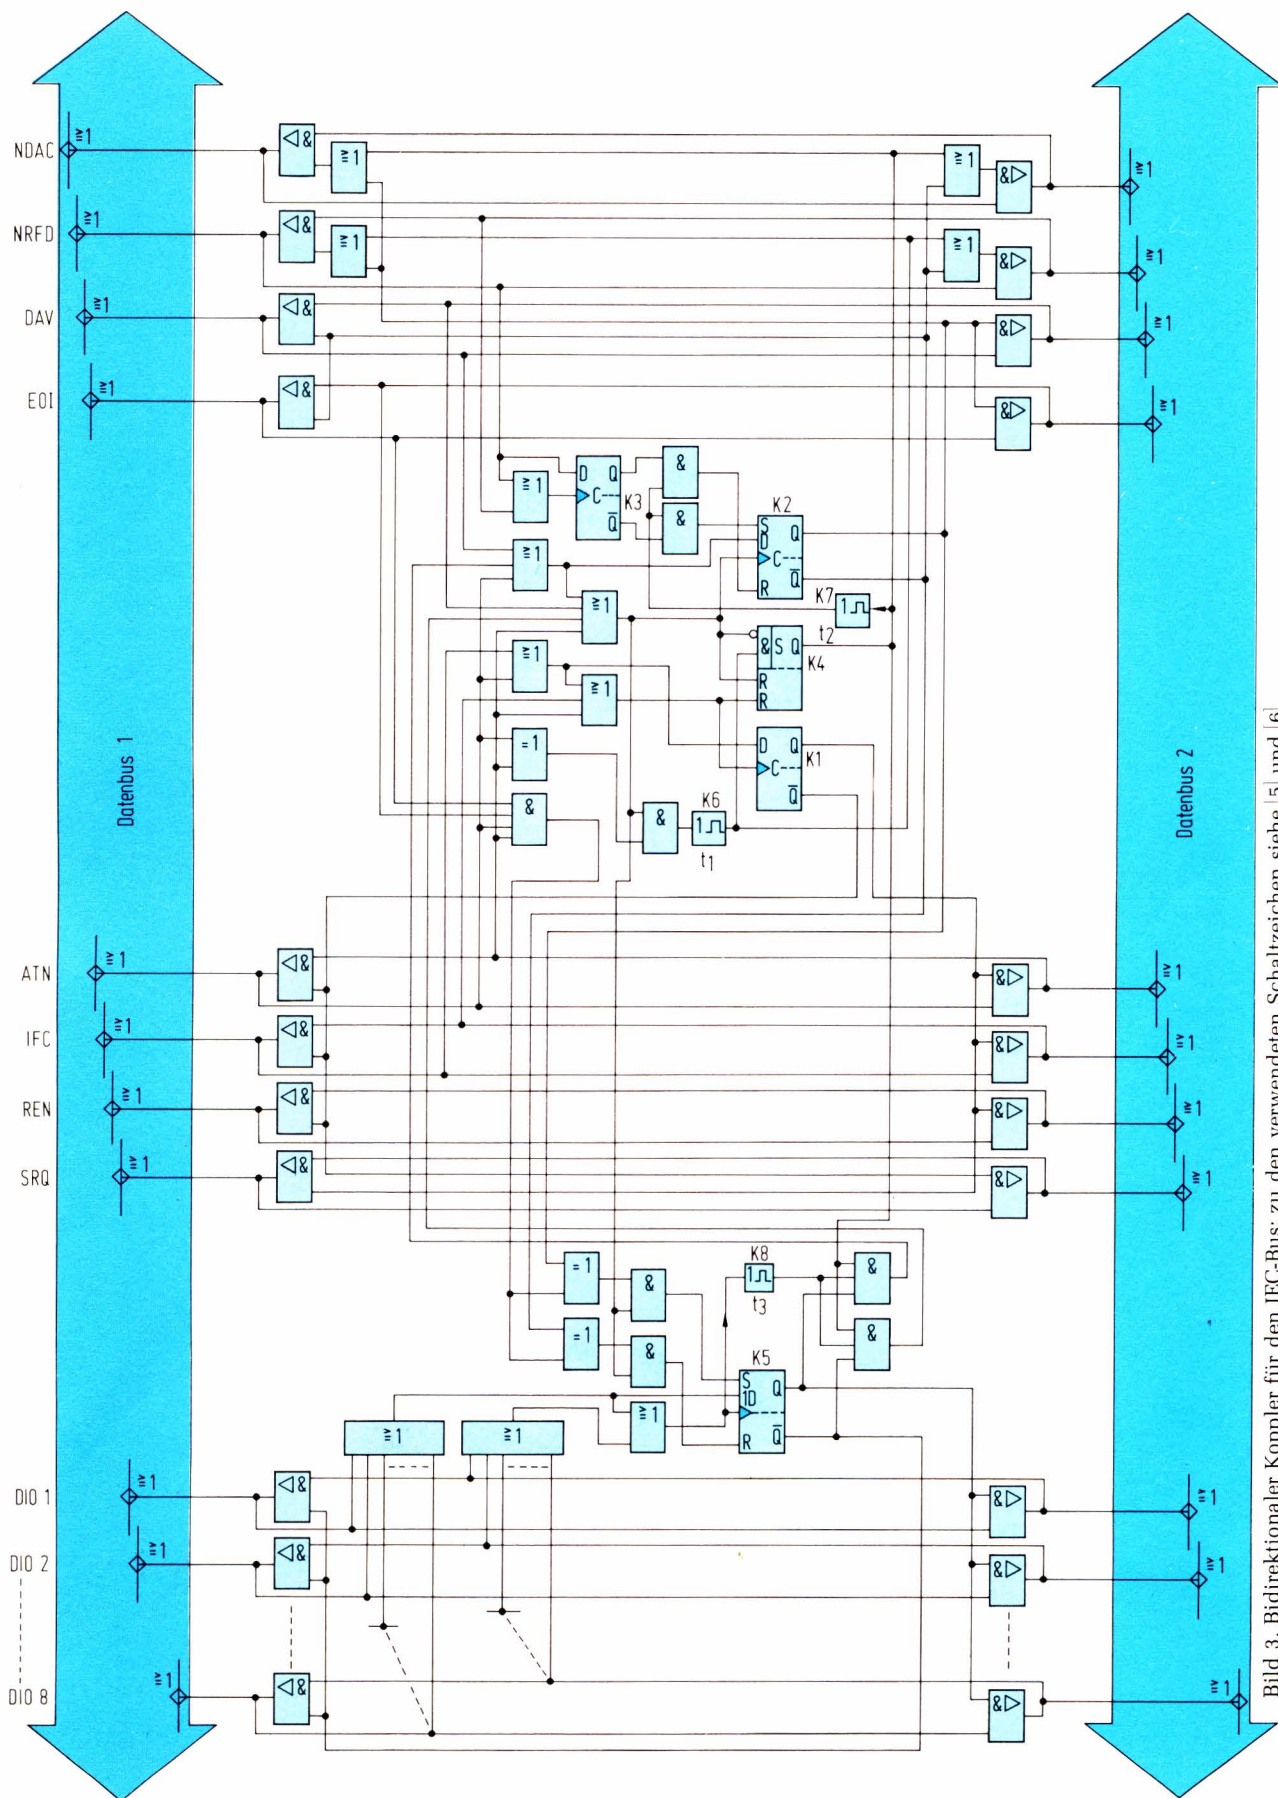 NDAC
NRFD
DAV
EOI
ATN
IFC
REN
SRQ
DIO 1
DIO 2
DIO 8
Datenbus 1
Datenbus 2
≥1
≥1
≥1
≥1
&
≥1
≥1
&
&
≥1
≥1
&
&
&
&
&
≥1
≥1
≥1
≥1
≥1
D Q
C
Q̅
K3
&
&
K2
S
D Q
C
R Q̅
≥1
≥1
K7
1
t2
& S Q
R
R
K4
≥1
≥1
=1
D Q
C
Q̅
K1
&
&
K6
1
t1
≥1
≥1
≥1
≥1
&
&
&
&
&
&
&
&
≥1
≥1
≥1
≥1
=1
=1
&
&
K8
1
t3
&
&
K5
S
1D Q
R Q̅
≥1
≥1
≥1
≥1
≥1
≥1
&
&
&
&
&
&
≥1
≥1
≥1
Bild 3. Bidirektionaler Koppler für den IEC-Bus; zu den verwendeten Schaltzeichen siehe [5] und [6]